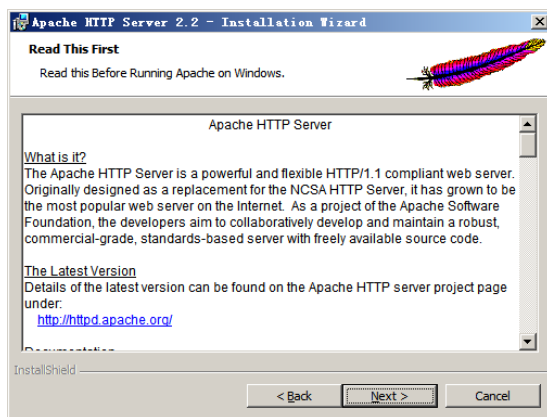 Apache HTTP Server 2.2 - Installation Wizard
Read This First
Read this Before Running Apache on Windows.
Apache HTTP Server
What is it?
The Apache HTTP Server is a powerful and flexible HTTP/1.1 compliant web server.
Originally designed as a replacement for the NCSA HTTP Server, it has grown to be
the most popular web server on the Internet.  As a project of the Apache Software
Foundation, the developers aim to collaboratively develop and maintain a robust,
commercial-grade, standards-based server with freely available source code.
The Latest Version
Details of the latest version can be found on the Apache HTTP server project page
under:
http://httpd.apache.org/
Documentation
InstallShield
< Back
Next >
Cancel